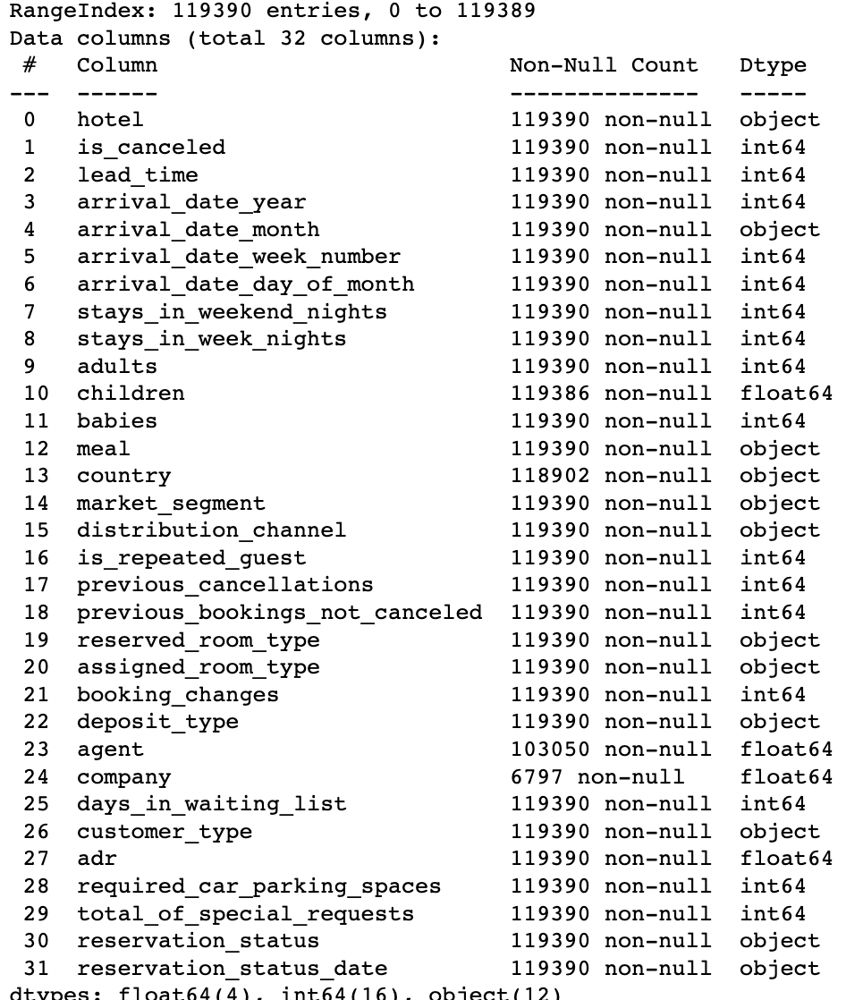 RangeIndex: 119390 entries, 0 to 119389
Data columns (total 32 columns):
 #   Column                          Non-Null Count   Dtype
---  ------                          --------------   -----
 0   hotel                           119390 non-null  object
 1   is_canceled                     119390 non-null  int64
 2   lead_time                       119390 non-null  int64
 3   arrival_date_year               119390 non-null  int64
 4   arrival_date_month              119390 non-null  object
 5   arrival_date_week_number        119390 non-null  int64
 6   arrival_date_day_of_month       119390 non-null  int64
 7   stays_in_weekend_nights         119390 non-null  int64
 8   stays_in_week_nights            119390 non-null  int64
 9   adults                          119390 non-null  int64
 10  children                        119386 non-null  float64
 11  babies                          119390 non-null  int64
 12  meal                            119390 non-null  object
 13  country                         118902 non-null  object
 14  market_segment                  119390 non-null  object
 15  distribution_channel            119390 non-null  object
 16  is_repeated_guest               119390 non-null  int64
 17  previous_cancellations          119390 non-null  int64
 18  previous_bookings_not_canceled  119390 non-null  int64
 19  reserved_room_type              119390 non-null  object
 20  assigned_room_type              119390 non-null  object
 21  booking_changes                 119390 non-null  int64
 22  deposit_type                    119390 non-null  object
 23  agent                           103050 non-null  float64
 24  company                         6797 non-null    float64
 25  days_in_waiting_list            119390 non-null  int64
 26  customer_type                   119390 non-null  object
 27  adr                             119390 non-null  float64
 28  required_car_parking_spaces     119390 non-null  int64
 29  total_of_special_requests       119390 non-null  int64
 30  reservation_status              119390 non-null  object
 31  reservation_status_date         119390 non-null  object
dtypes: float64(4), int64(16), object(12)